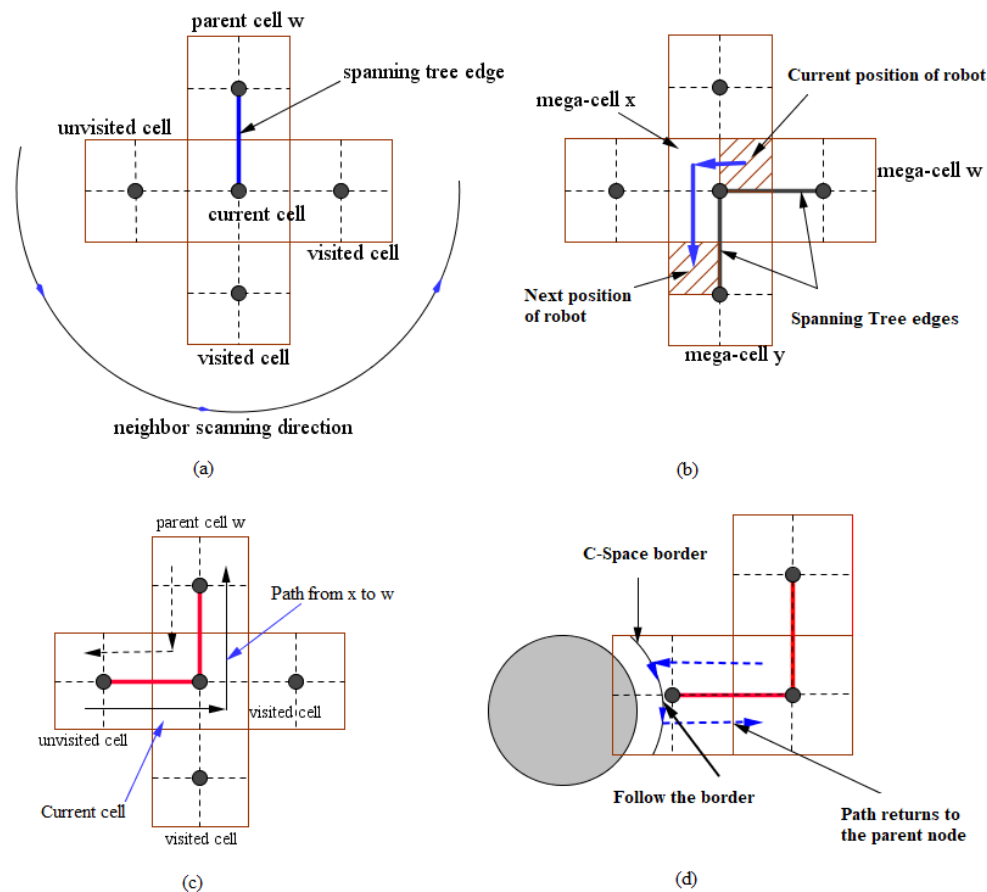 parent cell w
spanning tree edge
unvisited cell
current cell
visited cell
visited cell
neighbor scanning direction
(a)
Current position of robot
mega-cell x
mega-cell w
Next position
of robot
Spanning Tree edges
mega-cell y
(b)
parent cell w
Path from x to w
visited cell
unvisited cell
Current cell
visited cell
(c)
C-Space border
Follow the border
Path returns to
the parent node
(d)